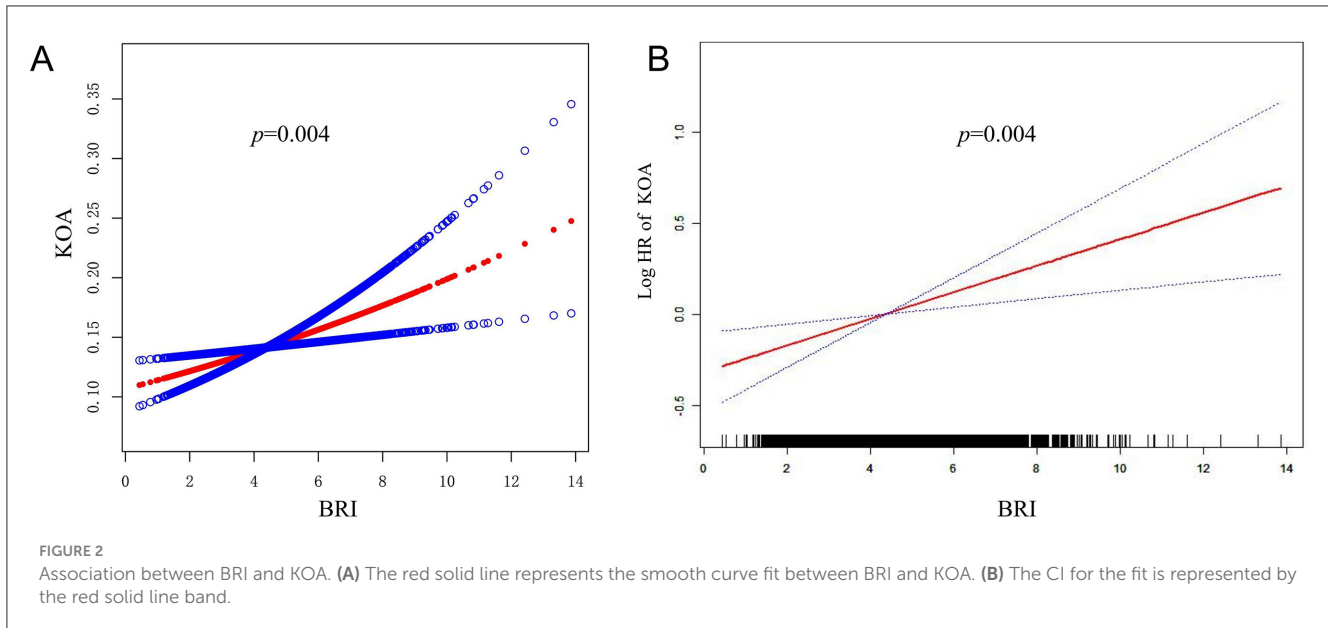 A
KOA
0.35
0.30
0.25
0.20
0.15
0.10
p=0.004
0 2 4 6 8 10 12 14
BRI
B
Log HR of KOA
1.0
0.5
0.0
-0.5
p=0.004
0 2 4 6 8 10 12 14
BRI
FIGURE 2
Association between BRI and KOA. (A) The red solid line represents the smooth curve fit between BRI and KOA. (B) The CI for the fit is represented by
the red solid line band.